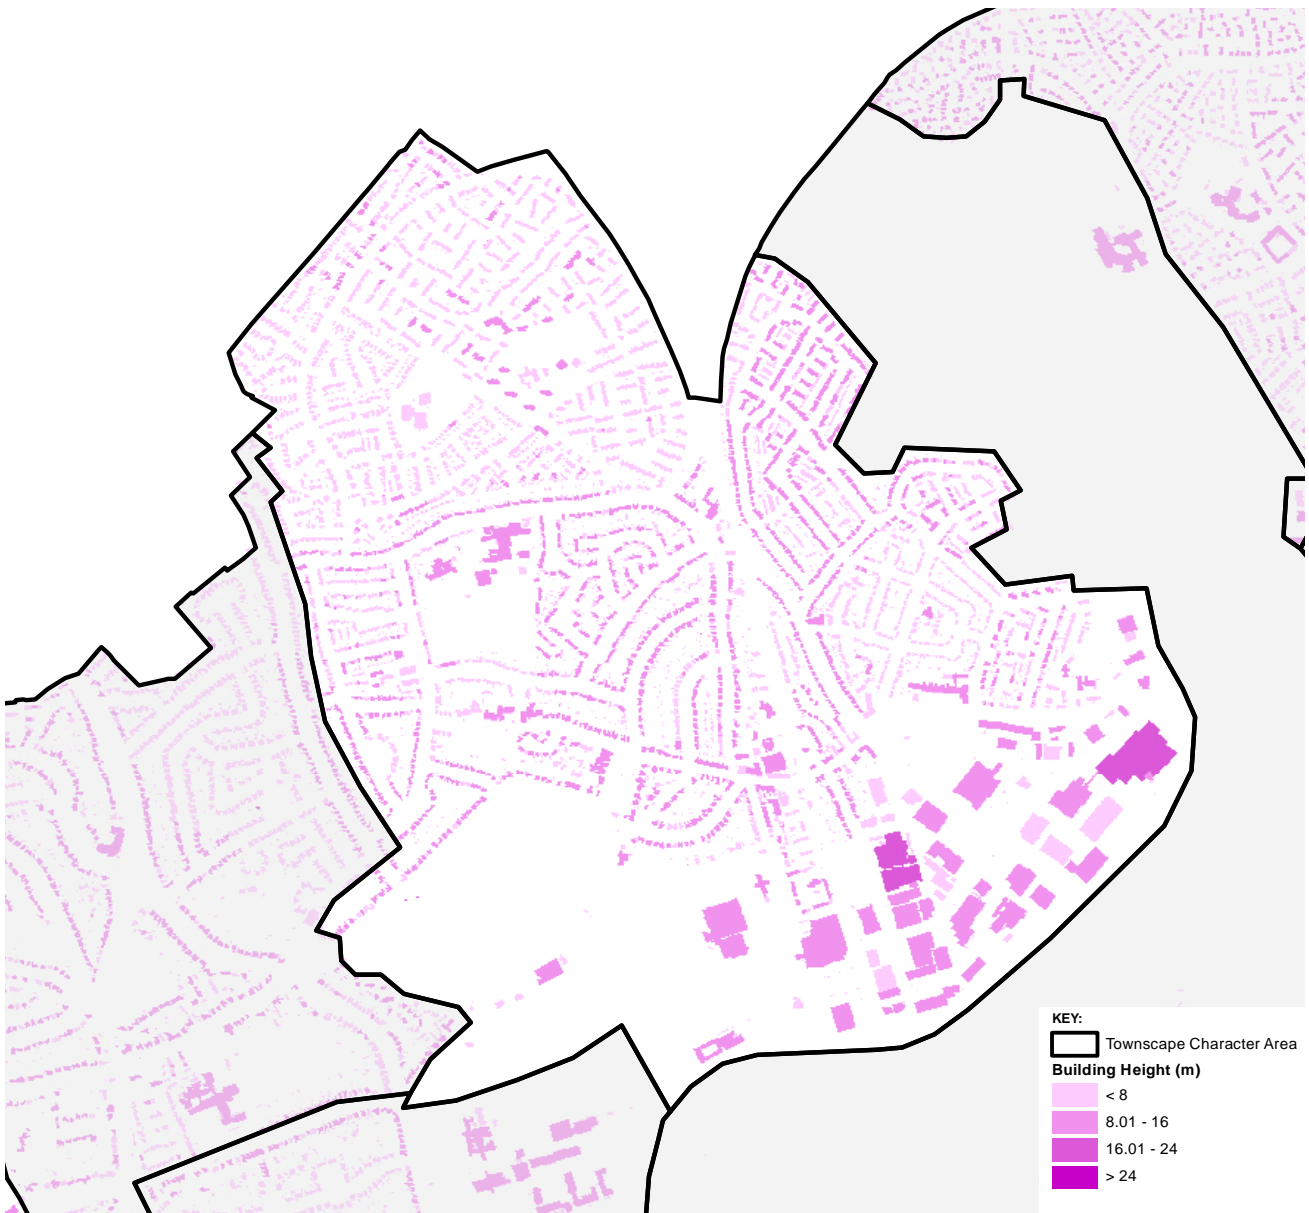 KEY:
Townscape Character Area
Building Height (m)
< 8
8.01 - 16
16.01 - 24
> 24